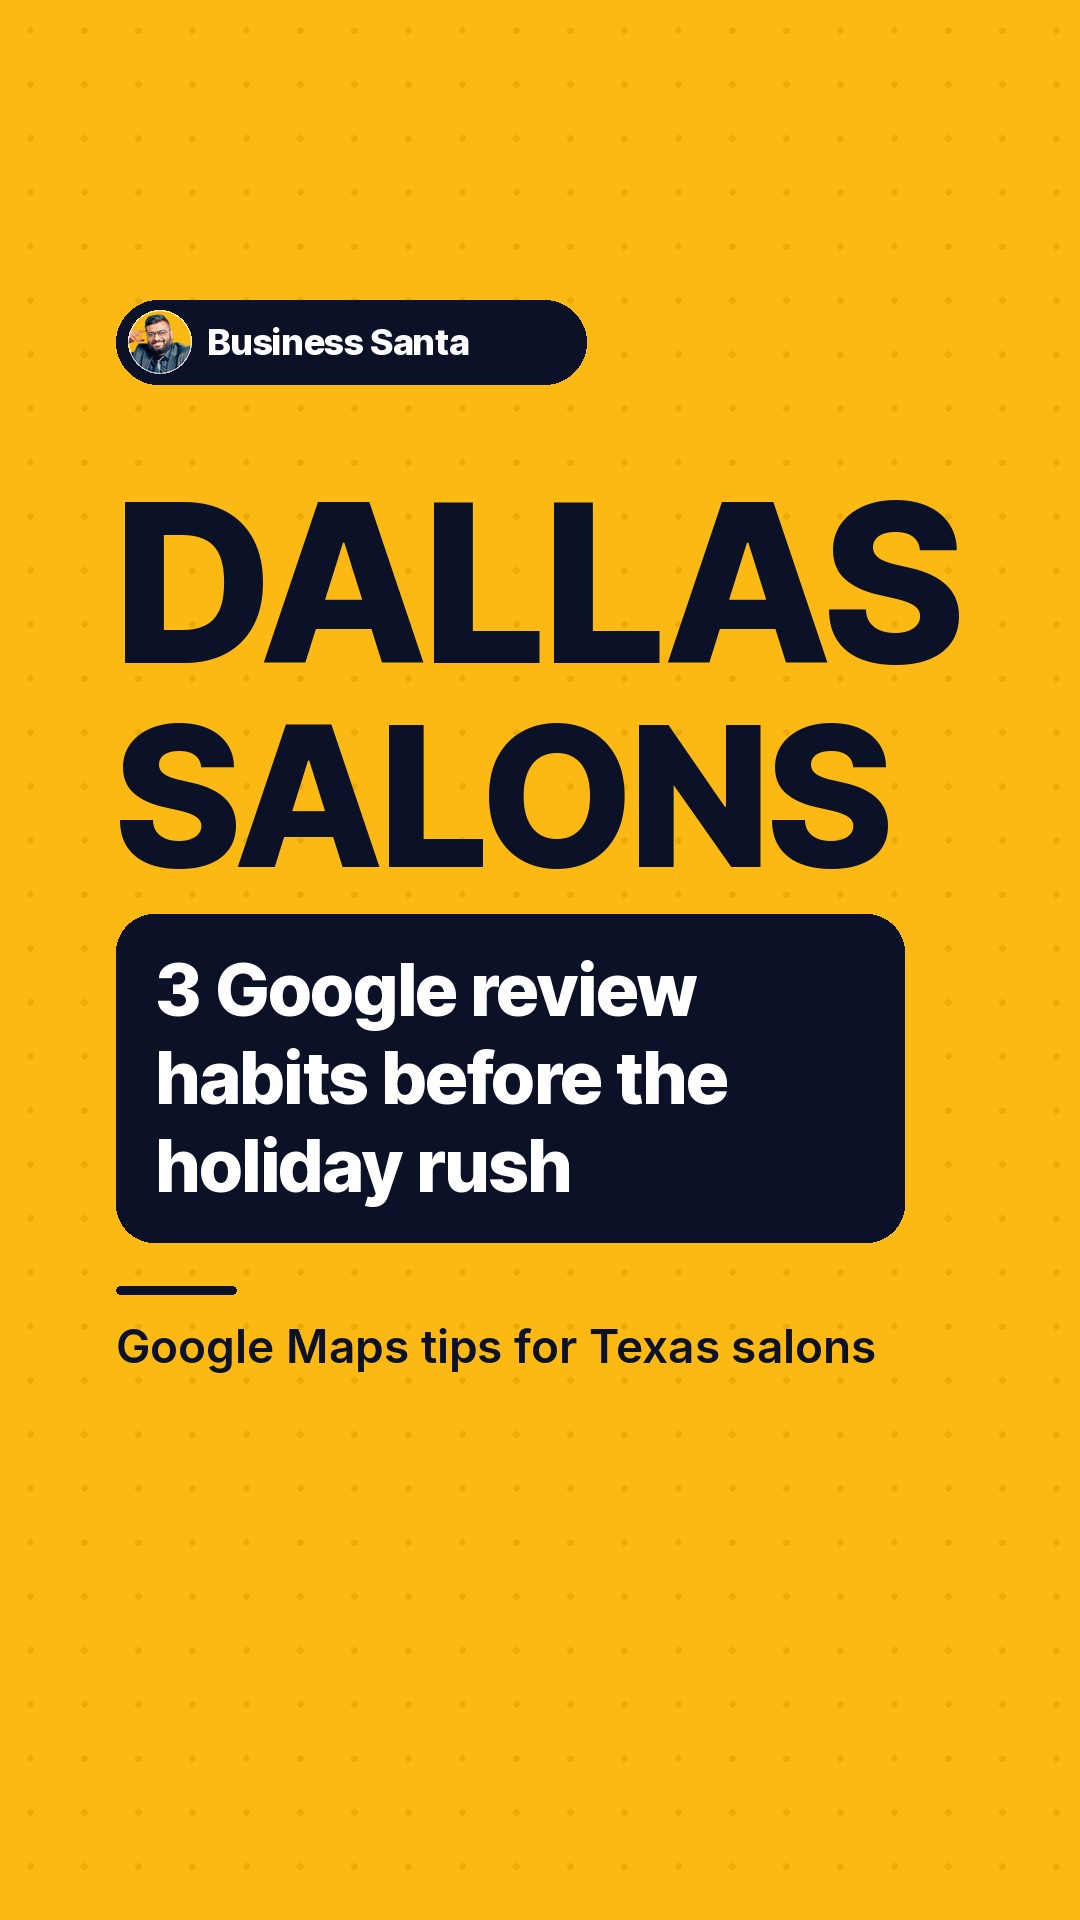 Business Santa
DALLAS
SALONS
3 Google review
habits before the
holiday rush
Google Maps tips for Texas salons